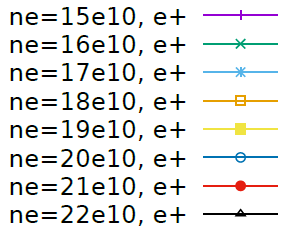 ne=15e10, e+
ne=16e10, e+
ne=17e10, e+
ne=18e10, e+
ne=19e10, e+
ne=20e10, e+
ne=21e10, e+
ne=22e10, e+